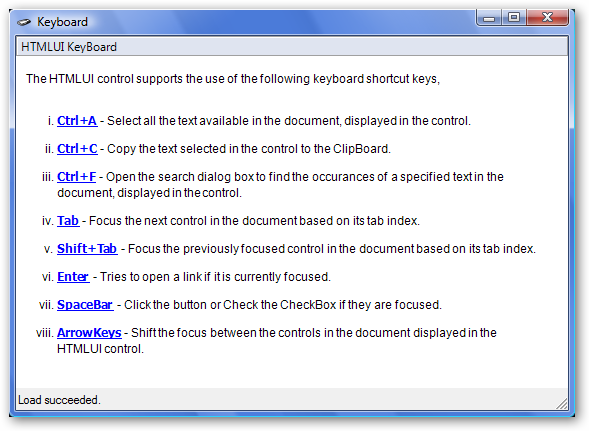 Keyboard
HTMLUI KeyBoard
The HTMLUI control supports the use of the following keyboard shortcut keys,
i. Ctrl+A - Select all the text available in the document, displayed in the control.
ii. Ctrl+C - Copy the text selected in the control to the ClipBoard.
iii. Ctrl+F - Open the search dialog box to find the occurances of a specified text in the
document, displayed in the control.
iv. Tab - Focus the next control in the document based on its tab index.
v. Shift+Tab - Focus the previously focused control in the document based on its tab index.
vi. Enter - Tries to open a link if it is currently focused.
vii. SpaceBar - Click the button or Check the CheckBox if they are focused.
viii. ArrowKeys - Shift the focus between the controls in the document displayed in the
HTMLUI control.
Load succeeded.